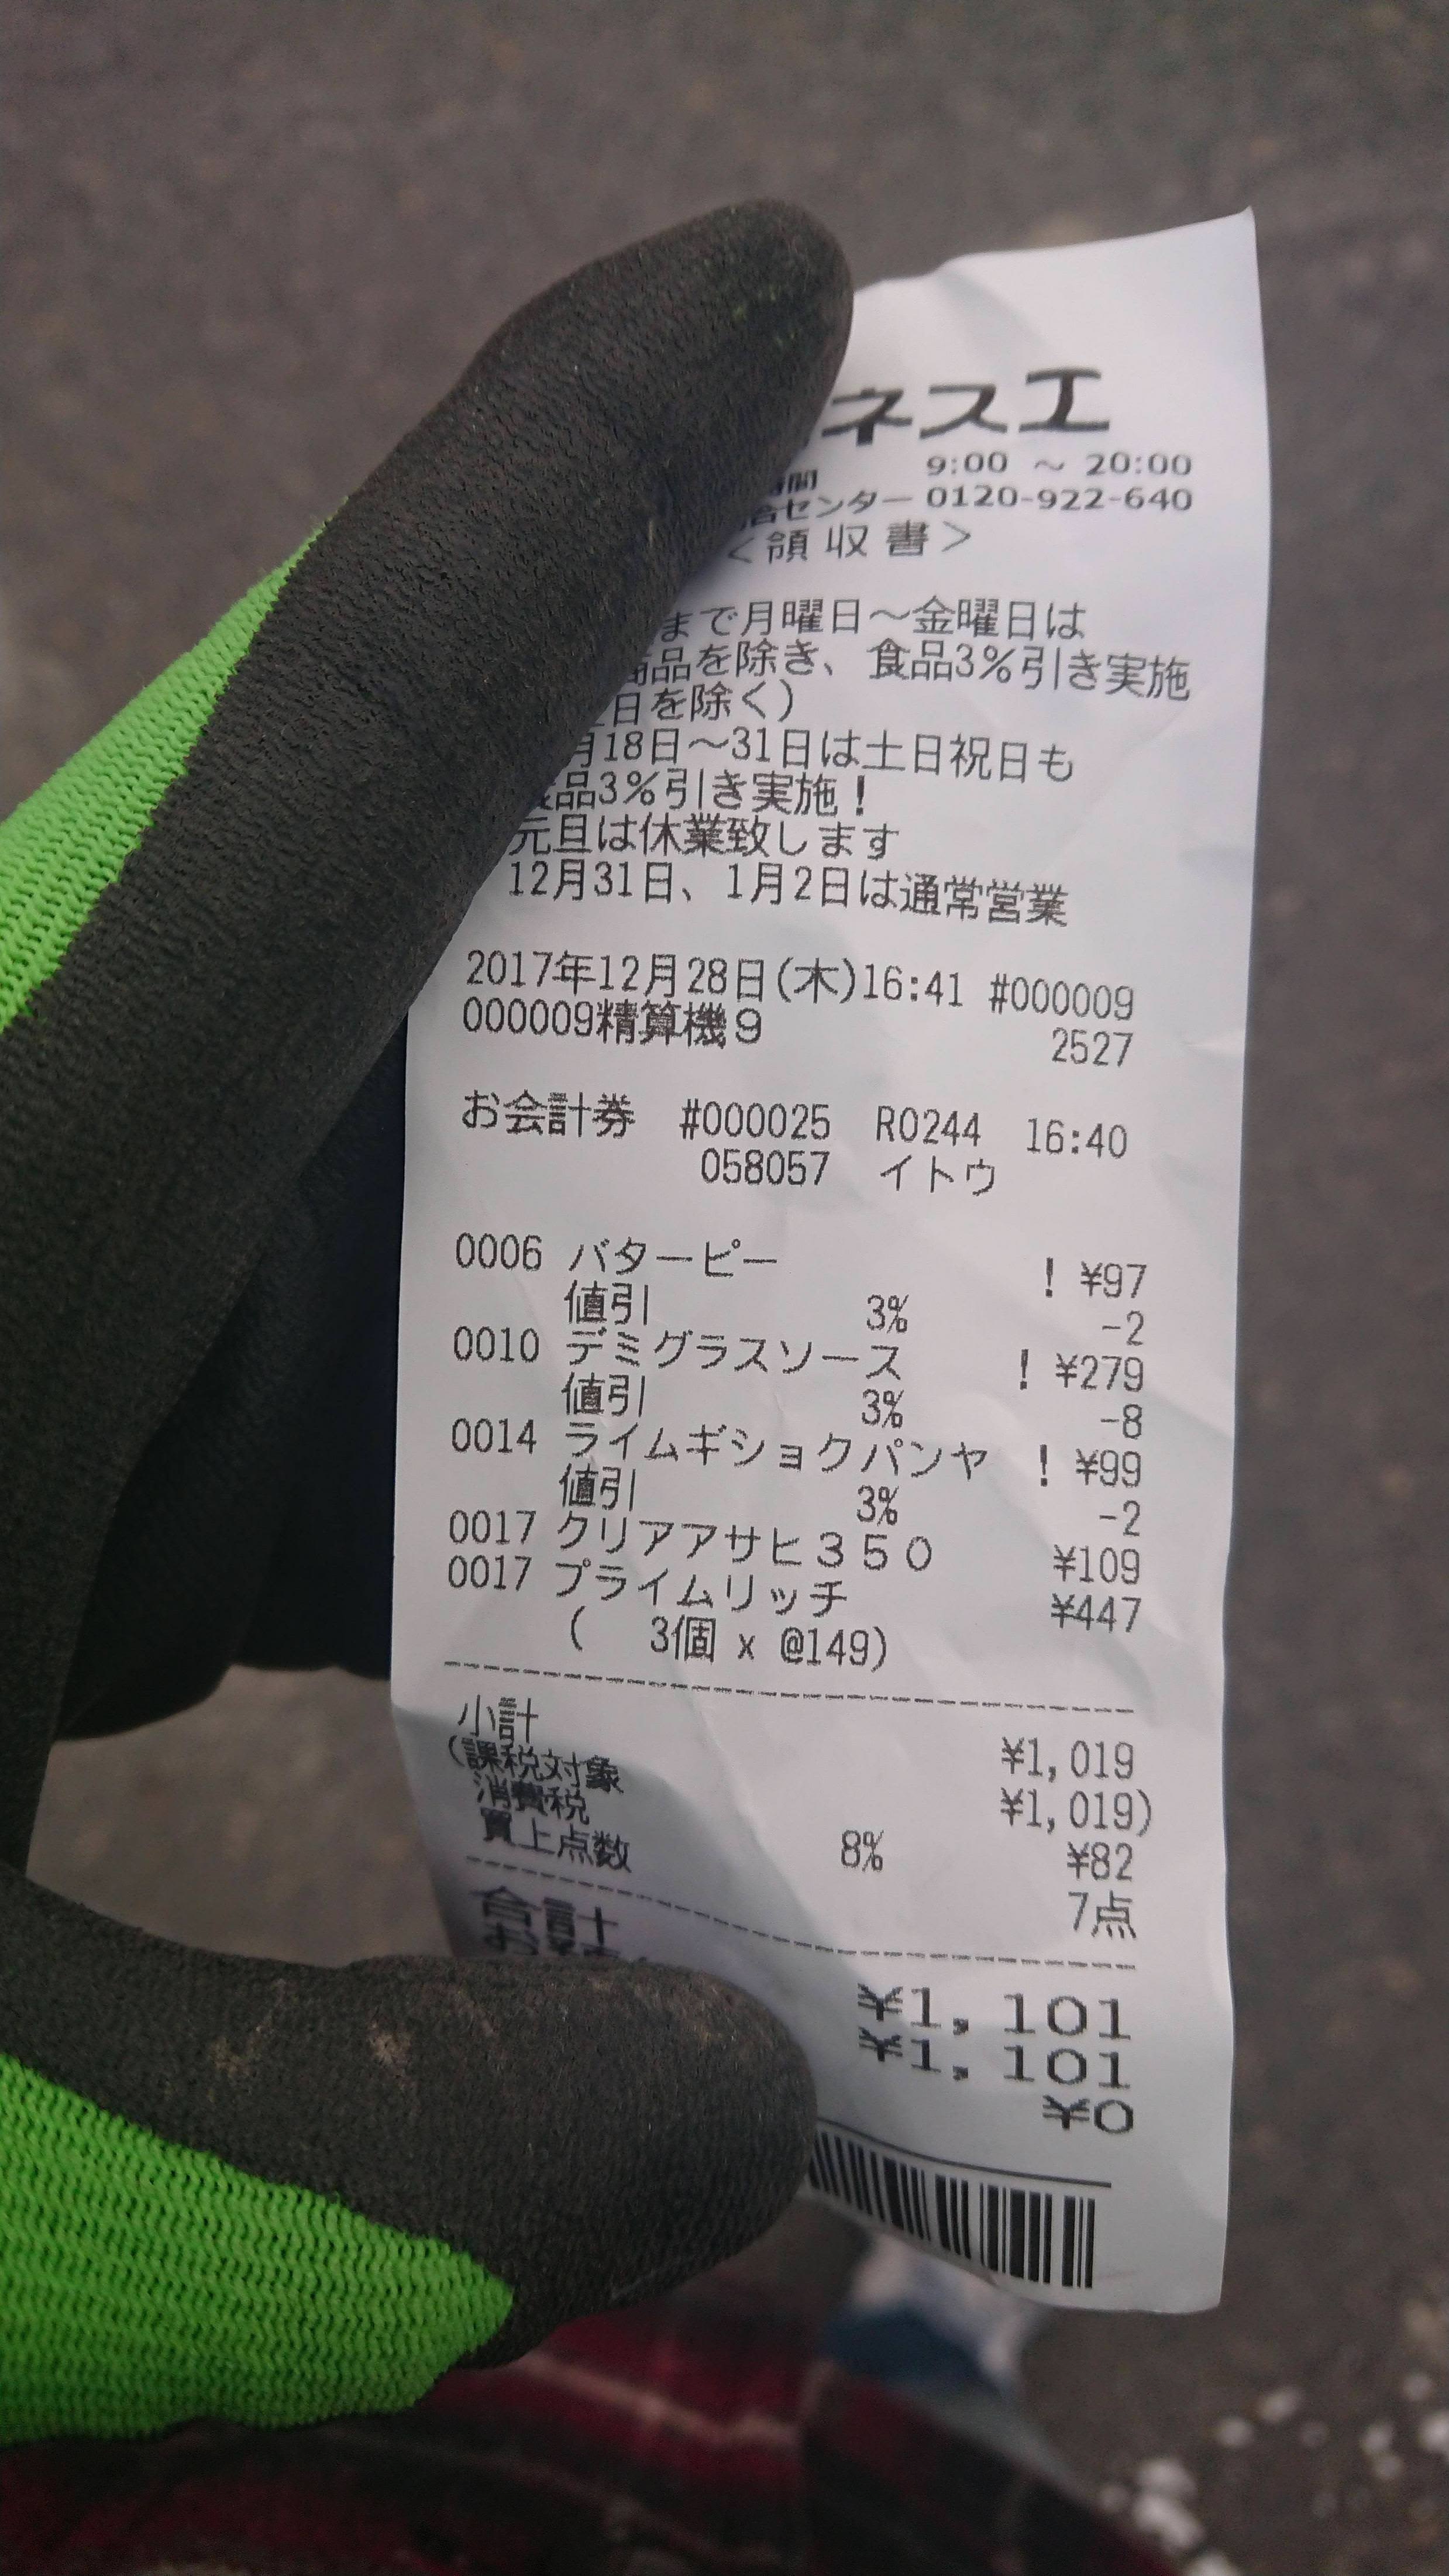 ネスエ
間 9:00 ～ 20:00
合センター 0120-922-640
＜領収書＞
まで月曜日～金曜日は
商品を除き、食品3%引き実施
日を除く)
月18日～31日は土日祝日も
食品3%引き実施！
元旦は休業致します
12月31日、1月2日は通常営業
2017年12月28日(木)16:41 #000009
000009精算機９ 2527
お会計券 #000025 R0244 16:40
058057 イトウ
0006 バターピー ! ¥97
値引 3% -2
0010 デミグラスソース ! ¥279
値引 3% -8
0014 ライムギショクパンヤ ! ¥99
値引 3% -2
0017 クリアアサヒ３５０ ¥109
0017 プライムリッチ ¥447
( 3個 x @149)
小計 ¥1,019
(課税対象 ¥1,019)
消費税 8% ¥82
買上点数 7点
合計 ¥1,101
¥1,101
¥0